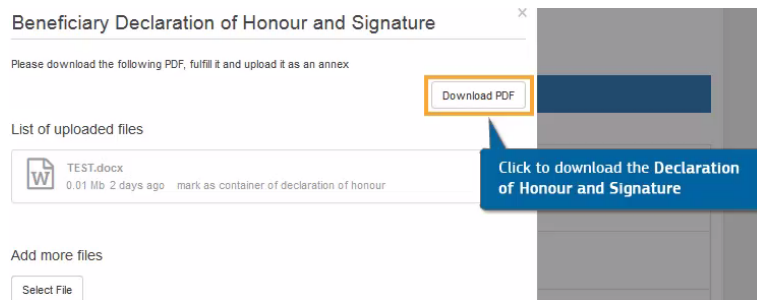 Beneficiary Declaration of Honour and Signature
×
Please download the following PDF, fulfill it and upload it as an annex
Download PDF
List of uploaded files
Click to download the Declaration
of Honour and Signature
W
TEST.docx
0.01 Mb 2 days ago mark as container of declaration of honour
Add more files
Select File